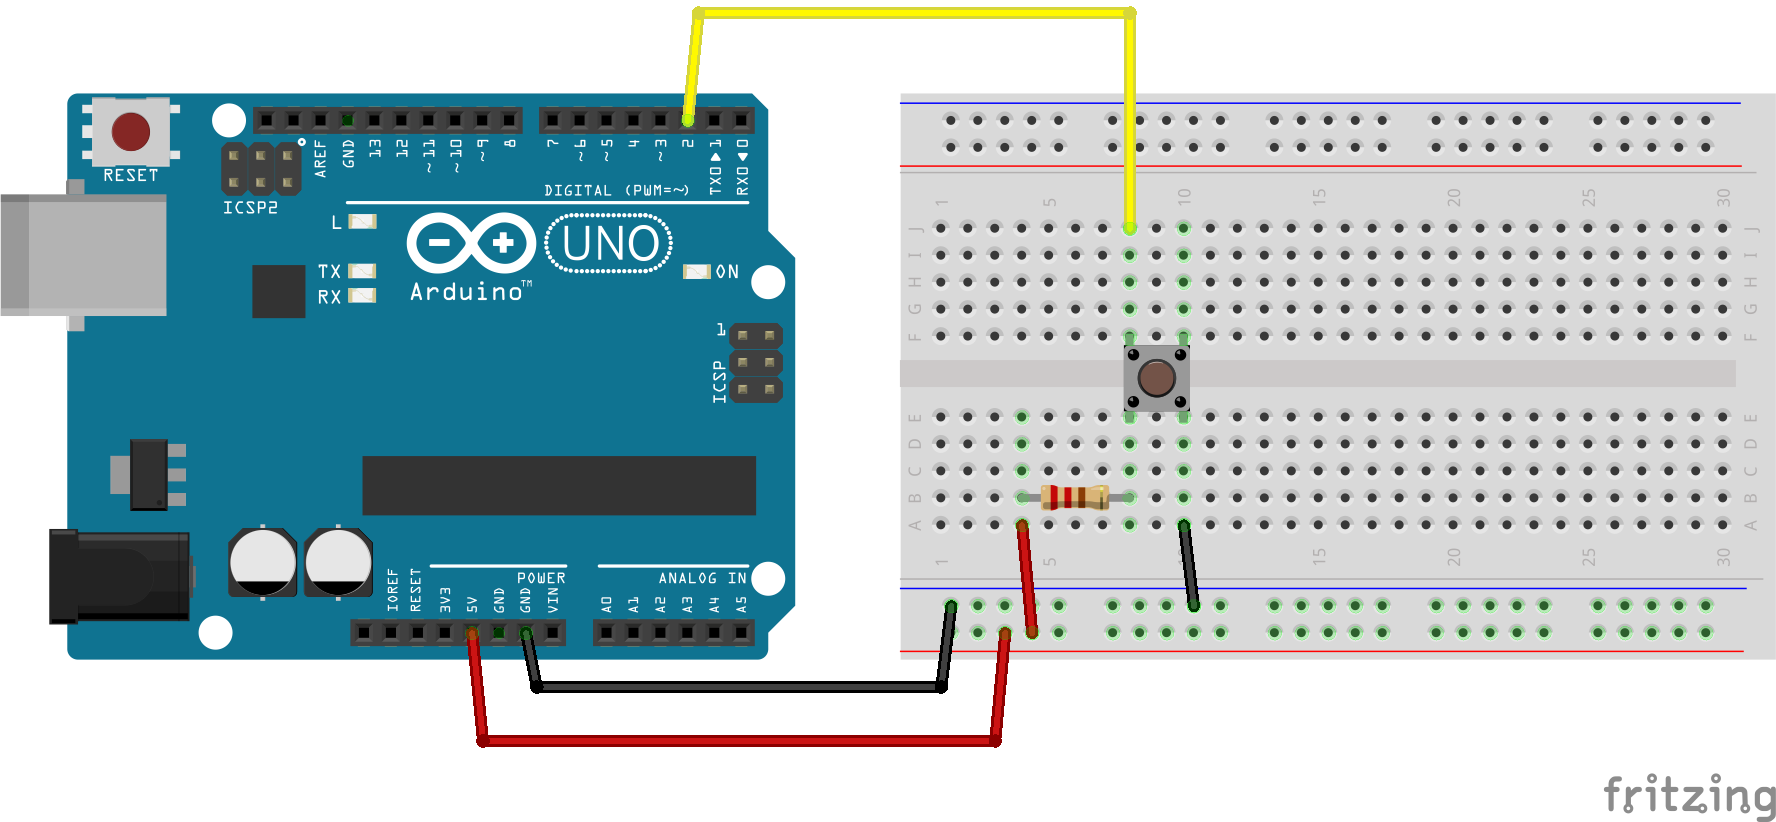 RESET
ICSP2
AREF
GND
13
12
~11
~10
~9
8
7
~6
~5
4
~3
2
TX0▶1
RX0◀0
DIGITAL (PWM=~)
L
TX
RX
UNO
Arduino™
ON
1
ICSP
IOREF
RESET
3V3
5V
GND
GND
VIN
POWER
ANALOG IN
A0
A1
A2
A3
A4
A5
1
5
10
15
20
25
30
J
I
H
G
F
E
D
C
B
A
J
I
H
G
F
E
D
C
B
A
1
5
15
20
25
30
fritzing